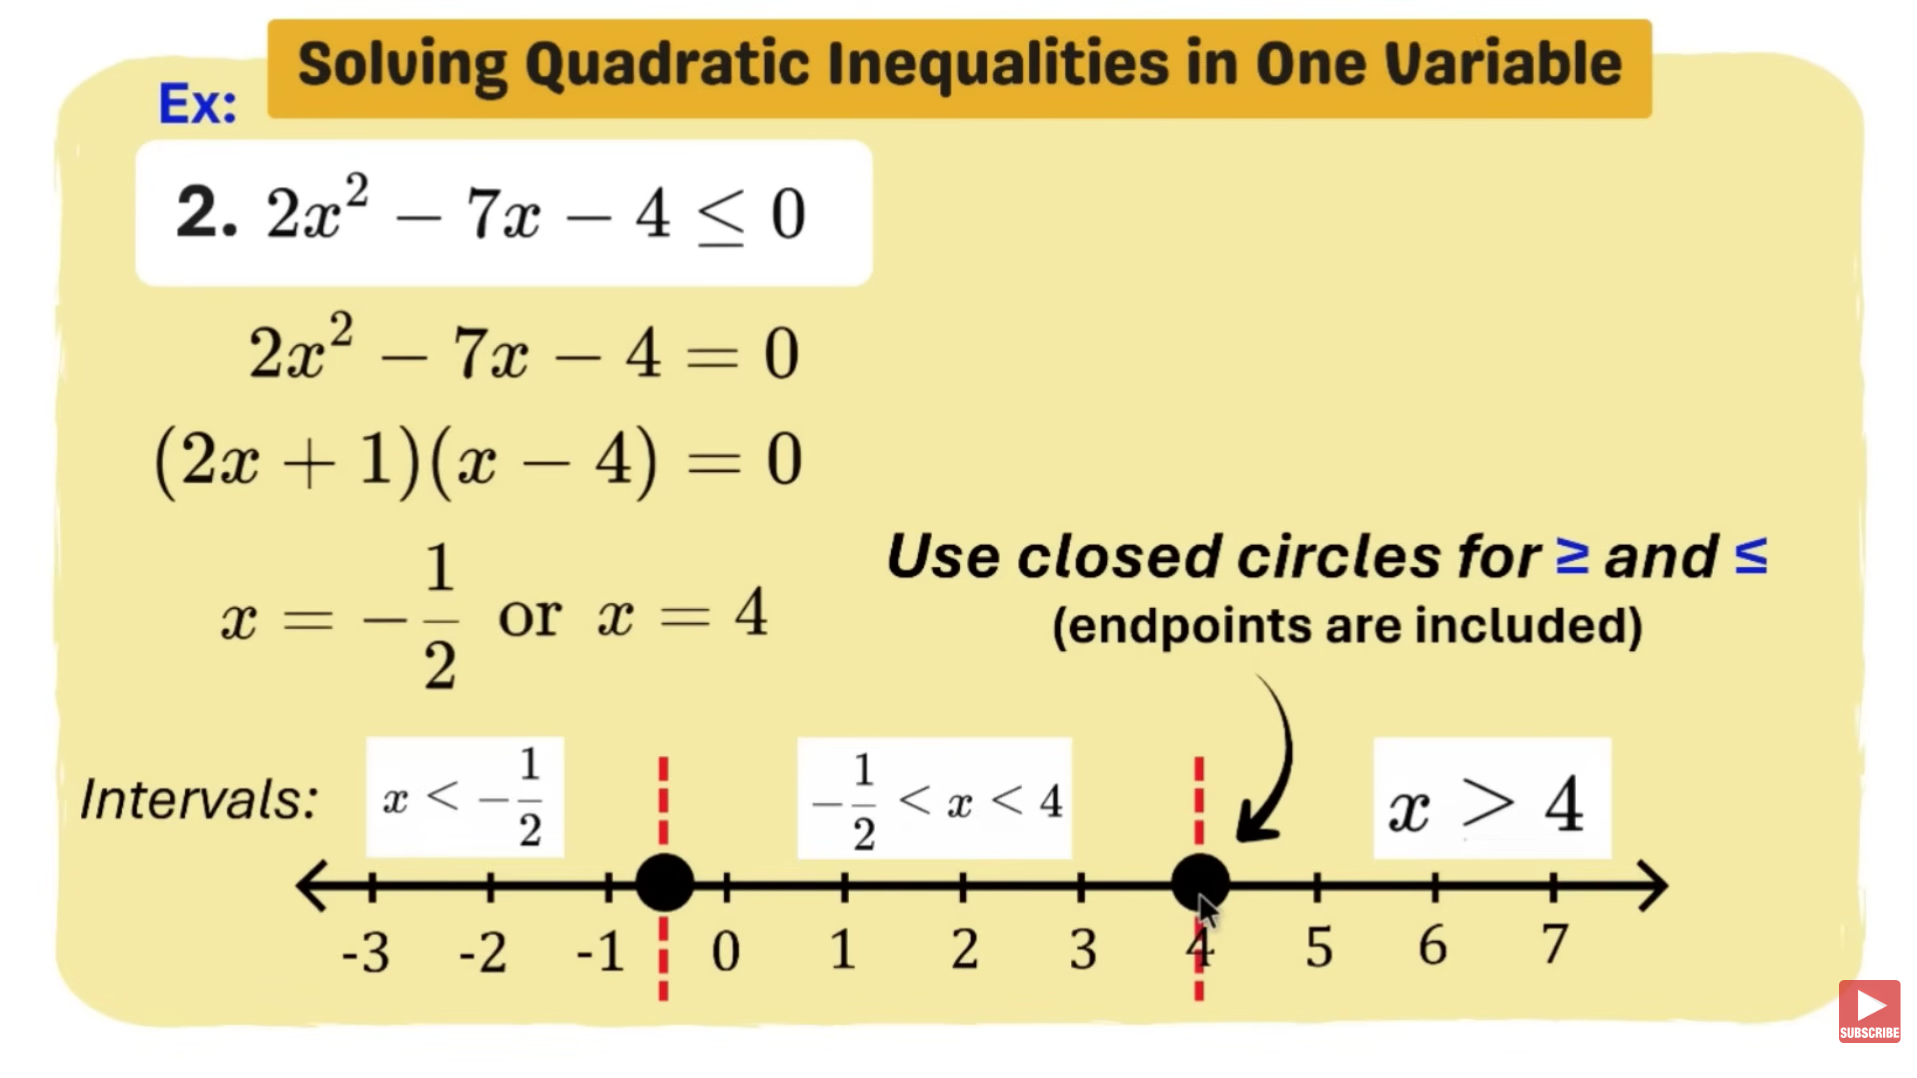 Solving Quadratic Inequalities in One Variable
Ex:
2. 2x² − 7x − 4 ≤ 0
2x² − 7x − 4 = 0
(2x + 1)(x − 4) = 0
x = −1/2 or x = 4
Use closed circles for ≥ and ≤
(endpoints are included)
Intervals: x < −1/2 −1/2 < x < 4 x > 4
-3 -2 -1 0 1 2 3 4 5 6 7
SUBSCRIBE